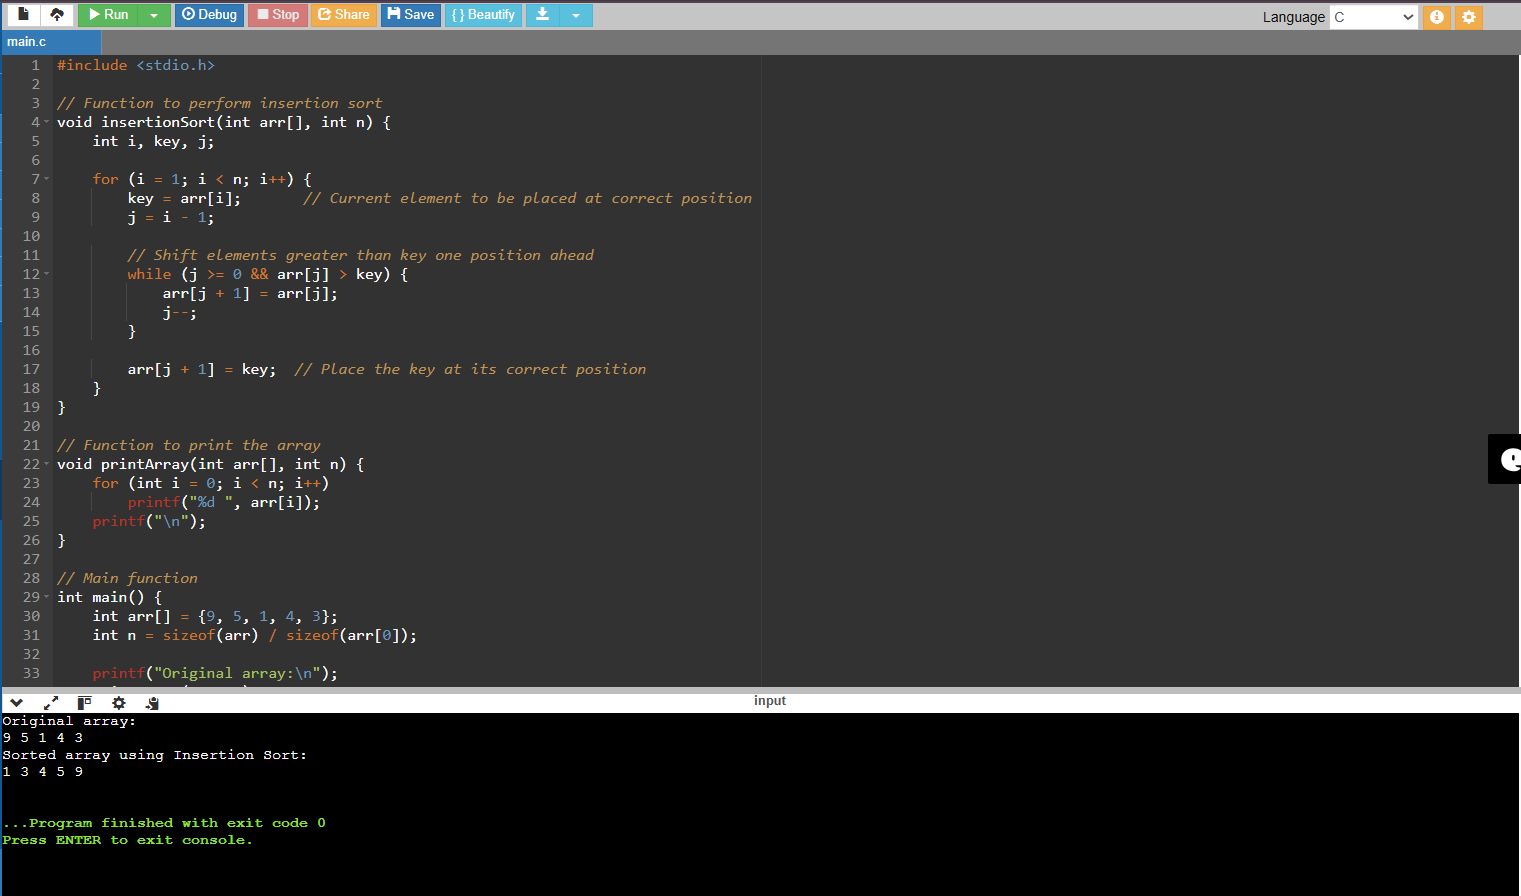 Run Debug Stop Share Save { } Beautify Language C
main.c
1 #include <stdio.h>
2
3 // Function to perform insertion sort
4 void insertionSort(int arr[], int n) {
5     int i, key, j;
6
7     for (i = 1; i < n; i++) {
8         key = arr[i];       // Current element to be placed at correct position
9         j = i - 1;
10
11         // Shift elements greater than key one position ahead
12         while (j >= 0 && arr[j] > key) {
13             arr[j + 1] = arr[j];
14             j--;
15         }
16
17         arr[j + 1] = key;  // Place the key at its correct position
18     }
19 }
20
21 // Function to print the array
22 void printArray(int arr[], int n) {
23     for (int i = 0; i < n; i++)
24         printf("%d ", arr[i]);
25     printf("\n");
26 }
27
28 // Main function
29 int main() {
30     int arr[] = {9, 5, 1, 4, 3};
31     int n = sizeof(arr) / sizeof(arr[0]);
32
33     printf("Original array:\n");
input
Original array:
9 5 1 4 3
Sorted array using Insertion Sort:
1 3 4 5 9
...Program finished with exit code 0
Press ENTER to exit console.